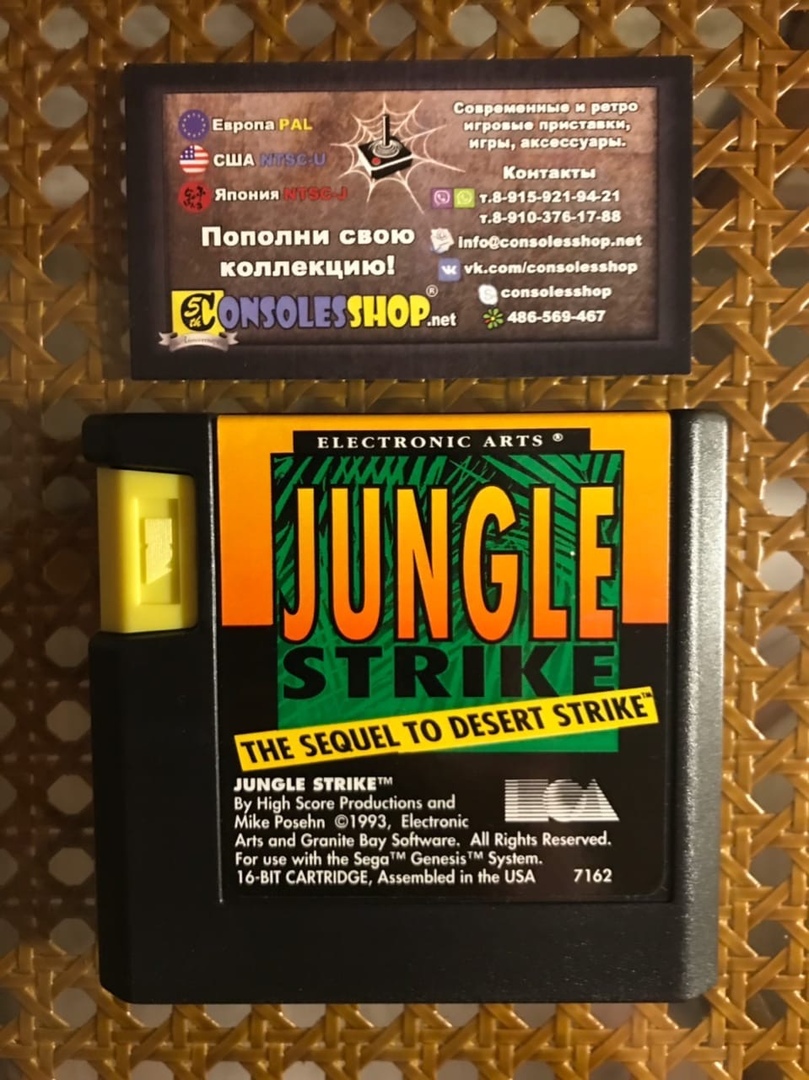 Европа PAL
США NTSC-U
Япония NTSC-J
Пополни свою
коллекцию!
5th CONSOLESSHOP.net ®
Современные и ретро
игровые приставки,
игры, аксессуары.
Контакты
т.8-915-921-94-21
т.8-910-376-17-88
info@consolesshop.net
vk.com/consolesshop
consolesshop
486-569-467
ELECTRONIC ARTS ®
JUNGLE
STRIKE
THE SEQUEL TO DESERT STRIKE™
JUNGLE STRIKE™
By High Score Productions and
Mike Posehn ©1993, Electronic
Arts and Granite Bay Software. All Rights Reserved.
For use with the Sega™ Genesis™ System.
16-BIT CARTRIDGE, Assembled in the USA 7162
EA